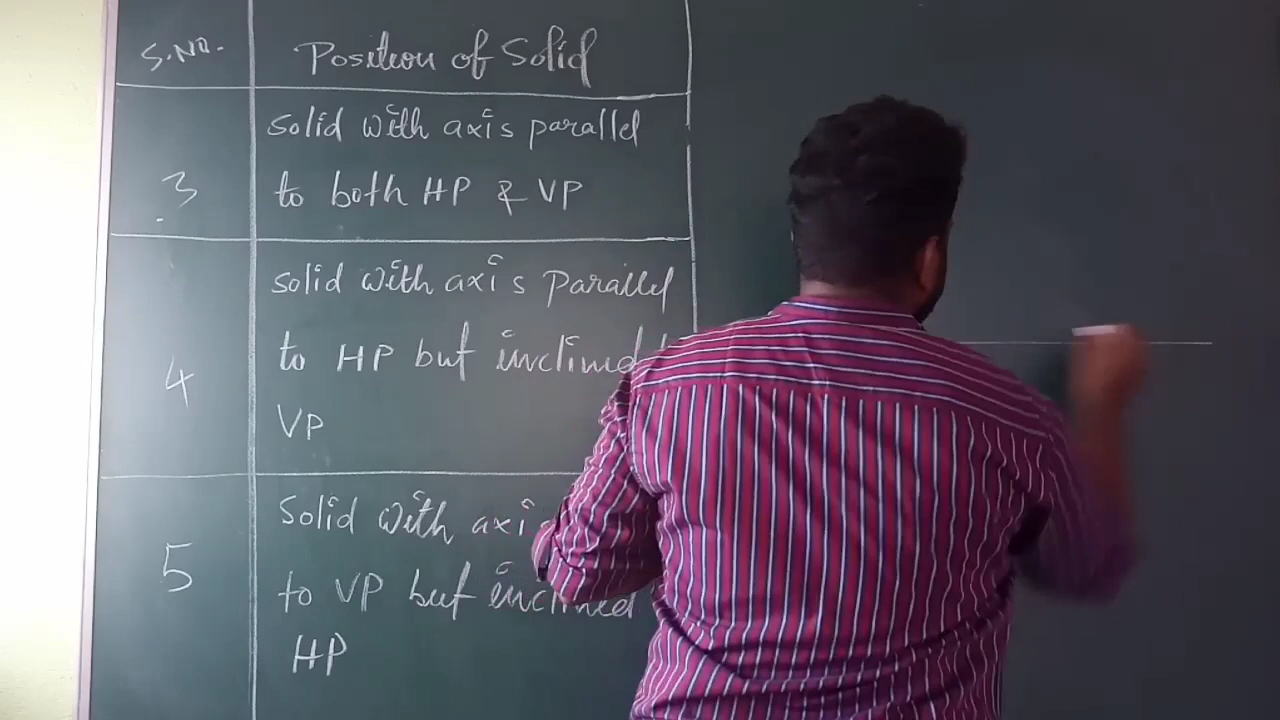 S.No. Position of Solid
3 Solid with axis parallel
to both HP & VP
4 Solid with axis Parallel
to HP but inclined
VP
5 Solid with axi
to VP but inclined
HP